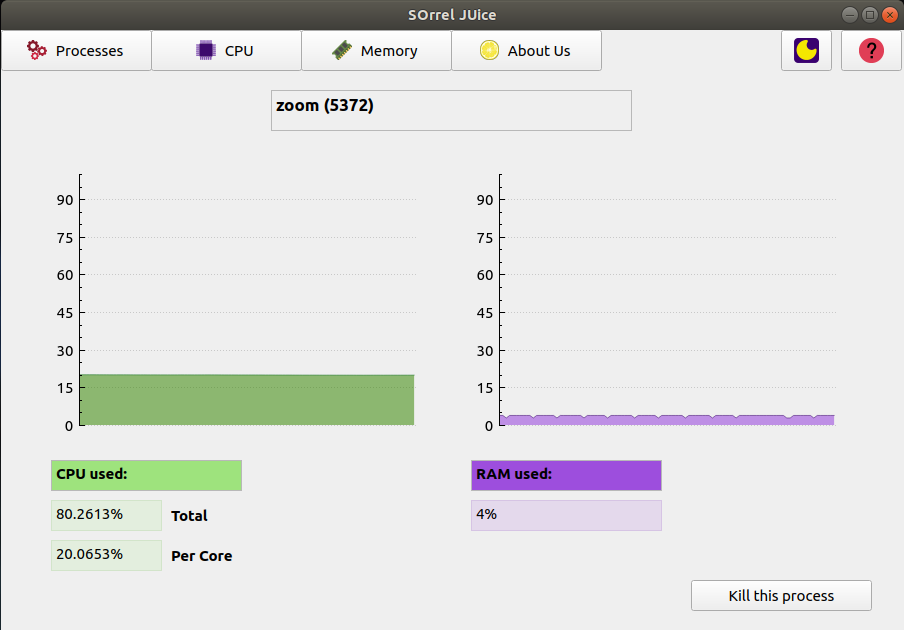 SOrrel JUice
Processes CPU Memory About Us ?
zoom (5372)
90 90
75 75
60 60
45 45
30 30
15 15
0 0
CPU used: RAM used:
80.2613% Total 4%
20.0653% Per Core
Kill this process